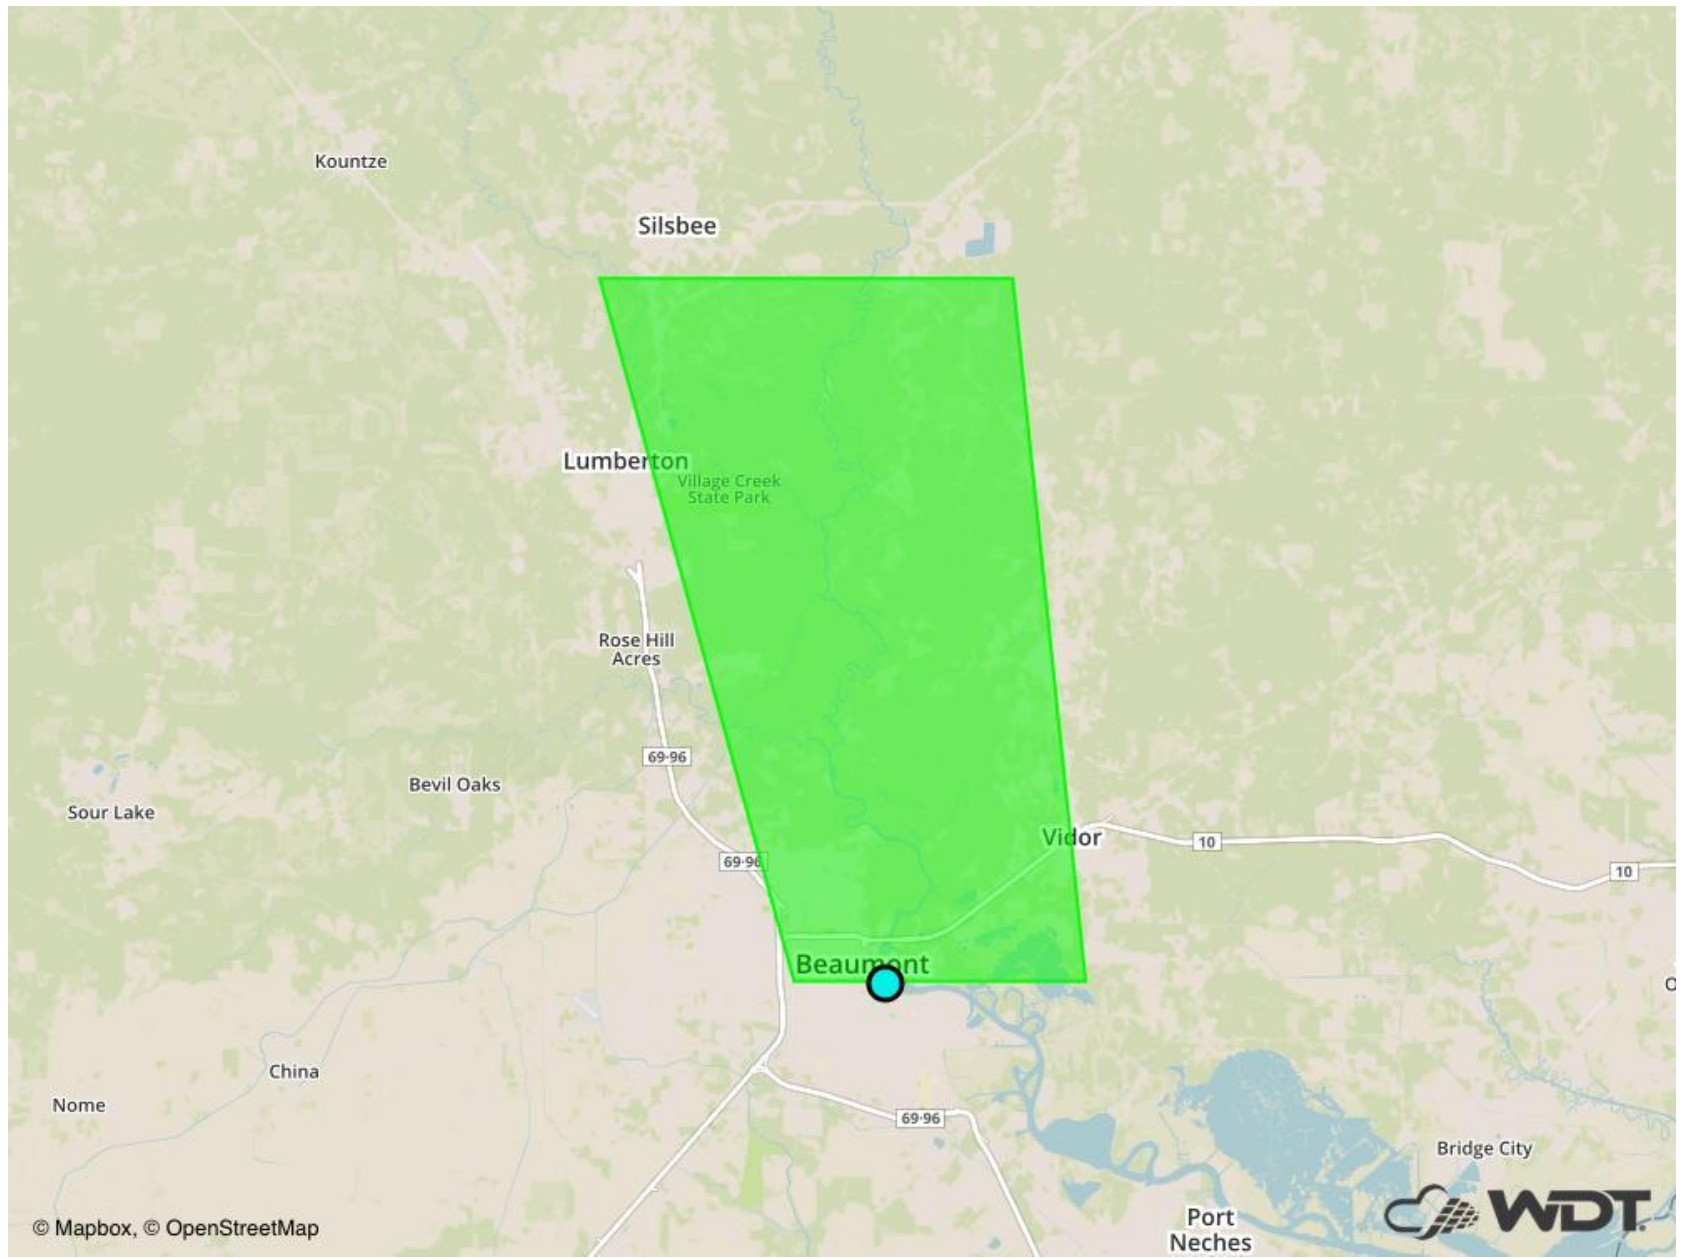 Kountze
Silsbee
Lumberton
Village Creek
State Park
Rose Hill
Acres
69-96
Bevil Oaks
Sour Lake
Vidor
10
69-96
10
Beaumont
China
Nome
69-96
Bridge City
Port
Neches
© Mapbox, © OpenStreetMap
WDT